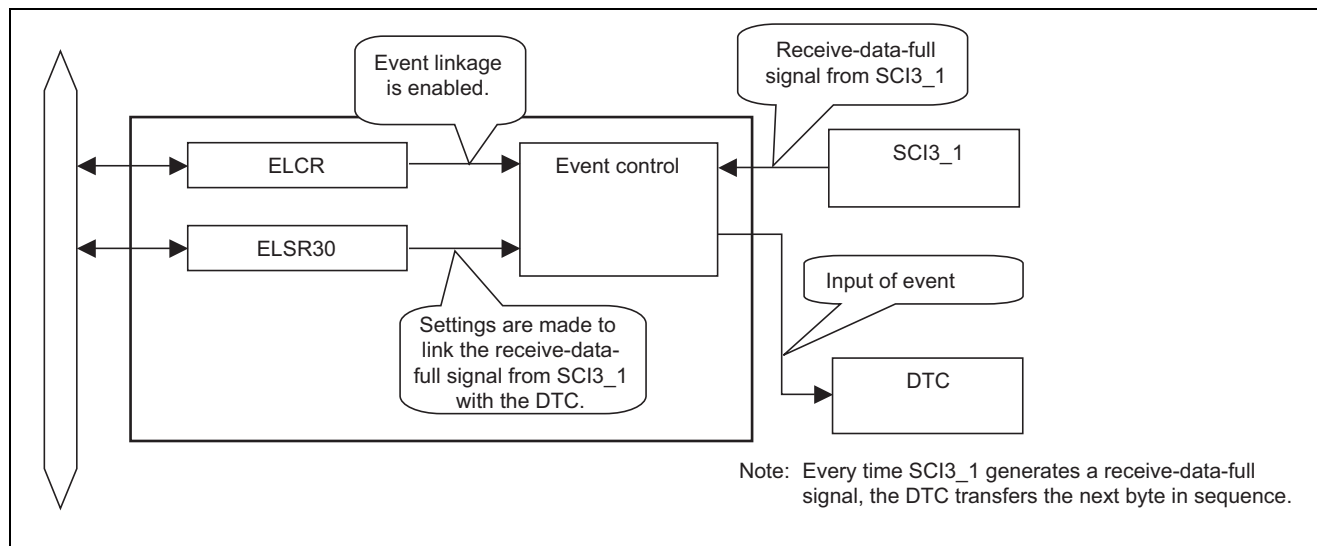 Event linkage
is enabled.
Receive-data-full
signal from SCI3_1
ELCR
Event control
SCI3_1
ELSR30
Input of event
Settings are made to
link the receive-data-
full signal from SCI3_1
with the DTC.
DTC
Note: Every time SCI3_1 generates a receive-data-full
signal, the DTC transfers the next byte in sequence.